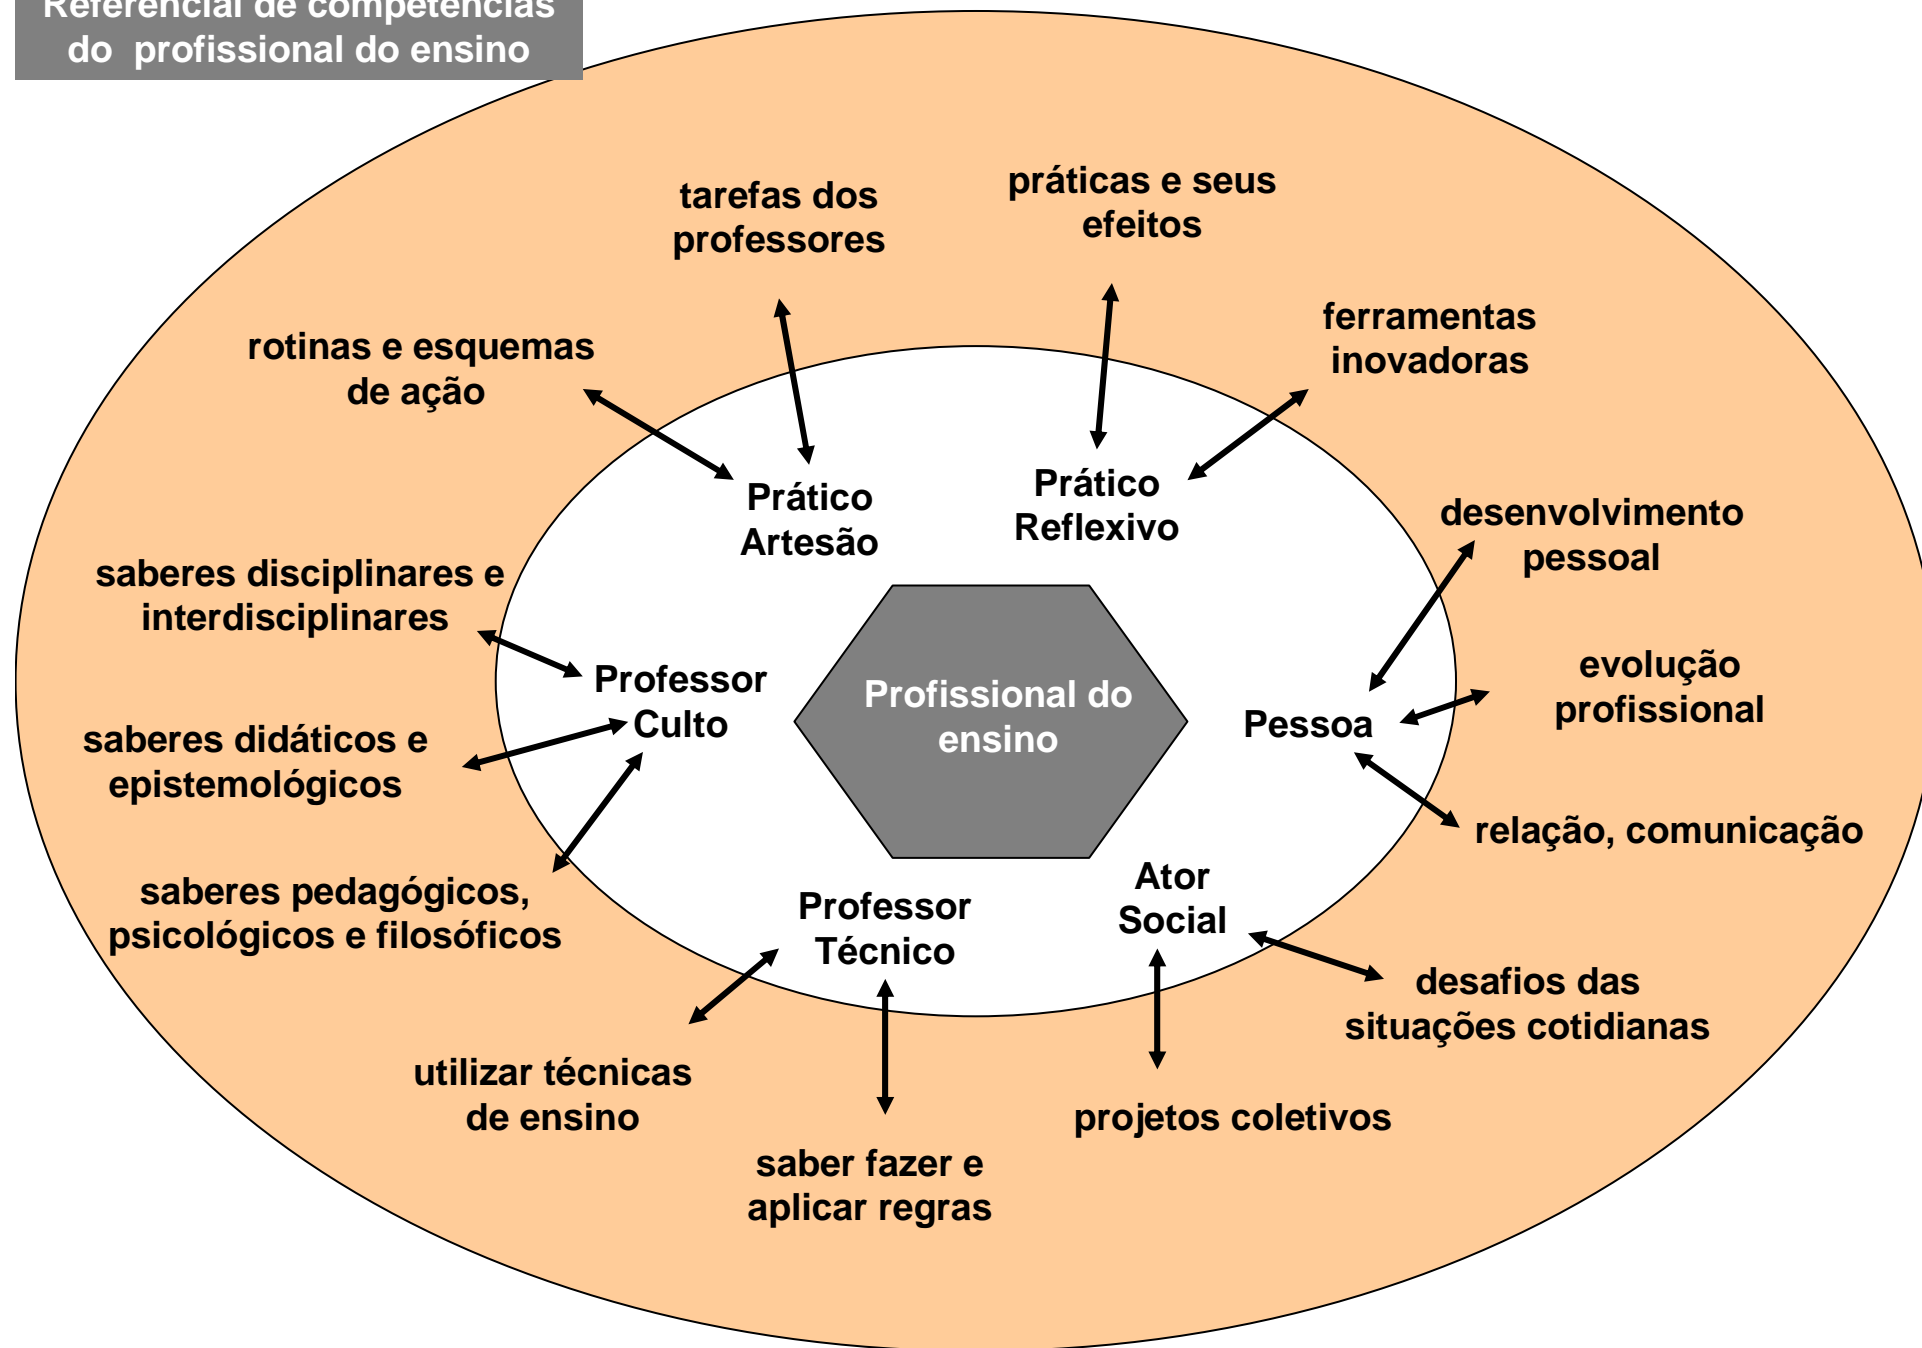 Referencial de competências
do profissional do ensino
tarefas dos
professores
práticas e seus
efeitos
rotinas e esquemas
de ação
ferramentas
inovadoras
Prático
Artesão
Prático
Reflexivo
desenvolvimento
pessoal
saberes disciplinares e
interdisciplinares
Professor
Culto
Profissional do
ensino
Pessoa
evolução
profissional
saberes didáticos e
epistemológicos
relação, comunicação
saberes pedagógicos,
psicológicos e filosóficos
Professor
Técnico
Ator
Social
desafios das
situações cotidianas
utilizar técnicas
de ensino
projetos coletivos
saber fazer e
aplicar regras